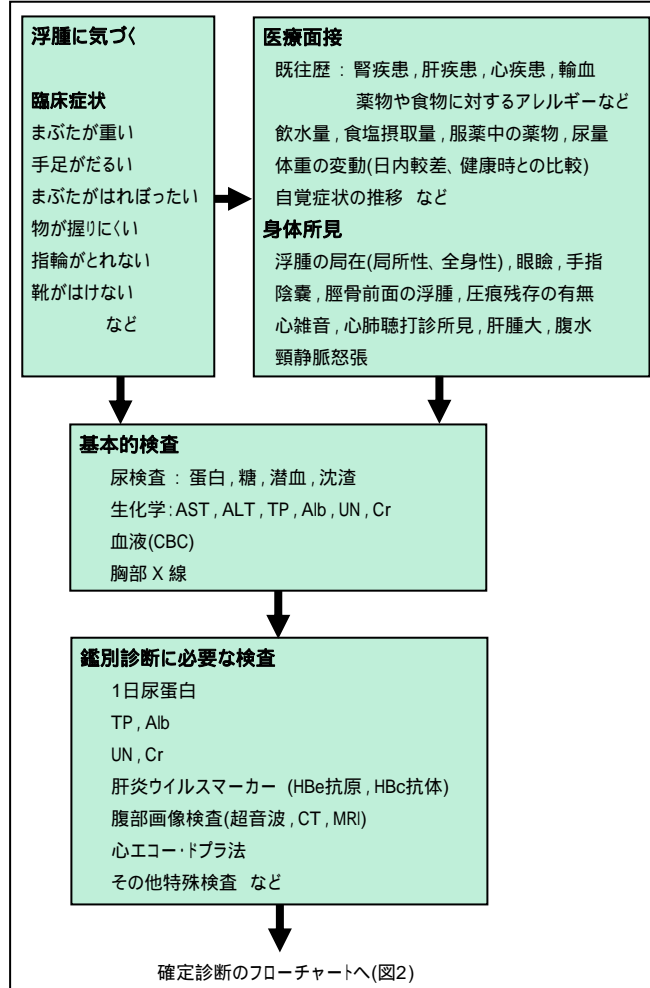 浮腫に気づく
臨床症状
まぶたが重い
手足がだるい
まぶたがはれぼったい
物が握りにくい
指輪がとれない
靴がはけない
など
医療面接
既往歴 : 腎疾患 , 肝疾患 , 心疾患 , 輸血
薬物や食物に対するアレルギーなど
飲水量 , 食塩摂取量 , 服薬中の薬物 , 尿量
体重の変動(日内較差、健康時との比較)
自覚症状の推移 など
身体所見
浮腫の局在(局所性、全身性) , 眼瞼 , 手指
陰嚢 , 脛骨前面の浮腫 , 圧痕残存の有無
心雑音 , 心肺聴打診所見 , 肝腫大 , 腹水
頸静脈怒張
基本的検査
尿検査 : 蛋白 , 糖 , 潜血 , 沈渣
生化学 : AST , ALT , TP , Alb , UN , Cr
血液(CBC)
胸部 X 線
鑑別診断に必要な検査
1日尿蛋白
TP , Alb
UN , Cr
肝炎ウイルスマーカー (HBe抗原 , HBc抗体)
腹部画像検査(超音波 , CT , MRI)
心エコー・ドプラ法
その他特殊検査 など
確定診断のフローチャートへ(図2)